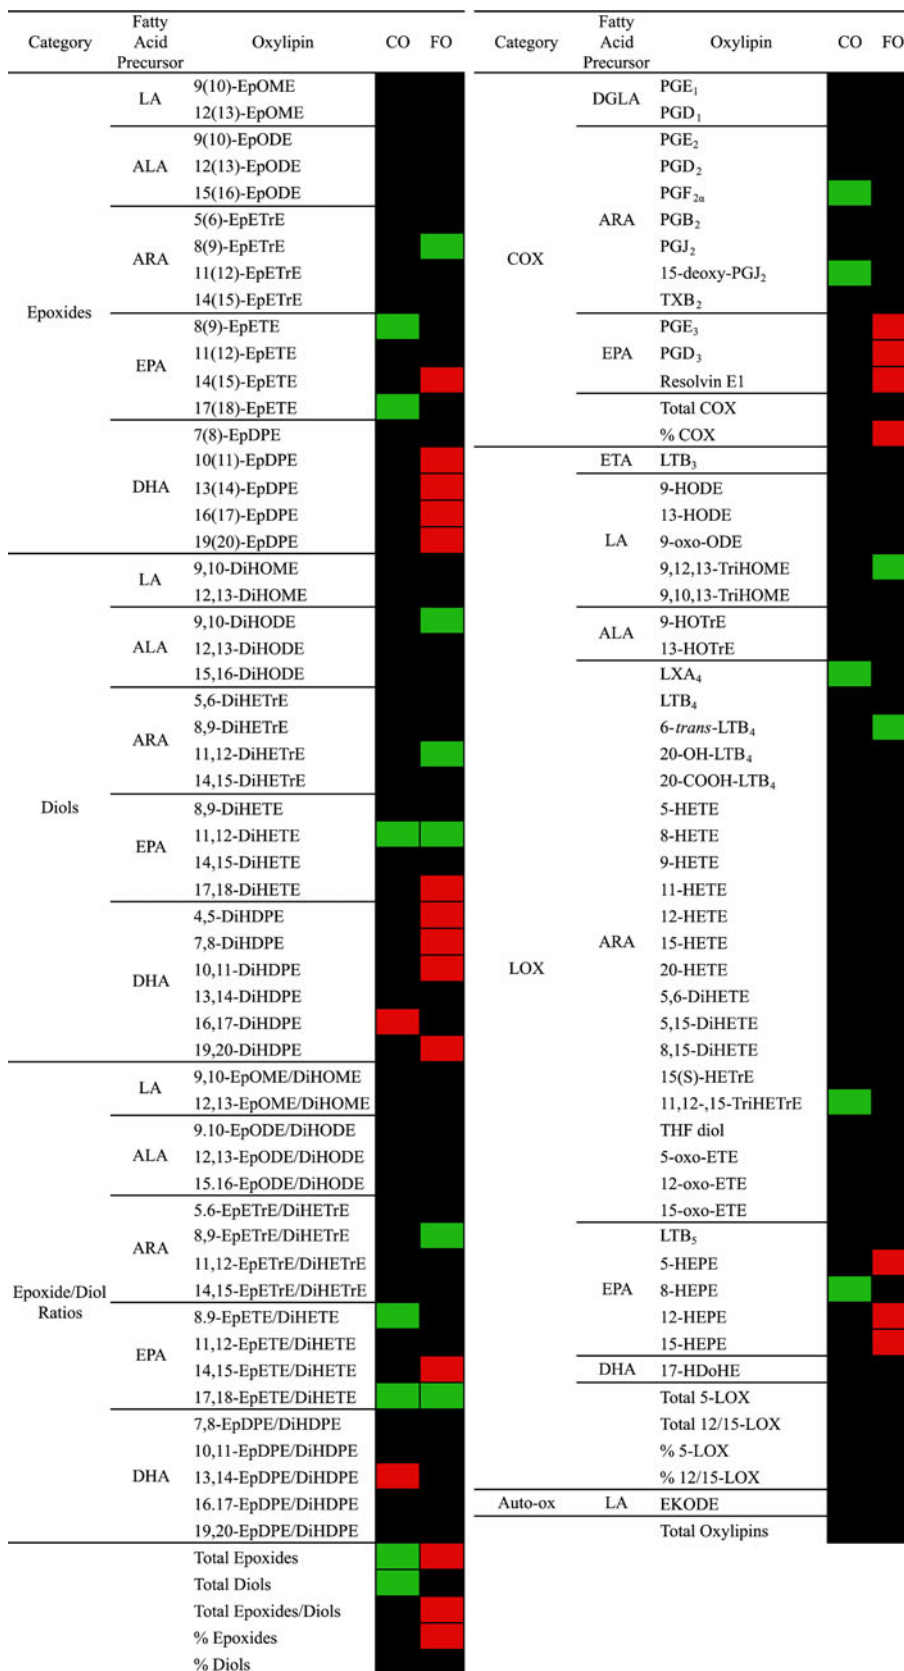 Category Fatty Acid Precursor Oxylipin CO FO
Epoxides
LA
9(10)-EpOME
12(13)-EpOME
ALA
9(10)-EpODE
12(13)-EpODE
15(16)-EpODE
ARA
5(6)-EpETrE
8(9)-EpETrE
11(12)-EpETrE
14(15)-EpETrE
EPA
8(9)-EpETE
11(12)-EpETE
14(15)-EpETE
17(18)-EpETE
DHA
7(8)-EpDPE
10(11)-EpDPE
13(14)-EpDPE
16(17)-EpDPE
19(20)-EpDPE
Diols
LA
9,10-DiHOME
12,13-DiHOME
ALA
9,10-DiHODE
12,13-DiHODE
15,16-DiHODE
ARA
5,6-DiHETrE
8,9-DiHETrE
11,12-DiHETrE
14,15-DiHETrE
EPA
8,9-DiHETE
11,12-DiHETE
14,15-DiHETE
17,18-DiHETE
DHA
4,5-DiHDPE
7,8-DiHDPE
10,11-DiHDPE
13,14-DiHDPE
16,17-DiHDPE
19,20-DiHDPE
Epoxide/Diol
Ratios
LA
9,10-EpOME/DiHOME
12,13-EpOME/DiHOME
ALA
9.10-EpODE/DiHODE
12,13-EpODE/DiHODE
15.16-EpODE/DiHODE
ARA
5.6-EpETrE/DiHETrE
8,9-EpETrE/DiHETrE
11,12-EpETrE/DiHETrE
14,15-EpETrE/DiHETrE
EPA
8.9-EpETE/DiHETE
11,12-EpETE/DiHETE
14,15-EpETE/DiHETE
17,18-EpETE/DiHETE
DHA
7,8-EpDPE/DiHDPE
10,11-EpDPE/DiHDPE
13,14-EpDPE/DiHDPE
16.17-EpDPE/DiHDPE
19,20-EpDPE/DiHDPE
Total Epoxides
Total Diols
Total Epoxides/Diols
% Epoxides
% Diols
Category Fatty Acid Precursor Oxylipin CO FO
COX
DGLA
PGE₁
PGD₁
ARA
PGE₂
PGD₂
PGF₂α
PGB₂
PGJ₂
15-deoxy-PGJ₂
TXB₂
EPA
PGE₃
PGD₃
Resolvin E1
Total COX
% COX
LOX
ETA
LTB₃
LA
9-HODE
13-HODE
9-oxo-ODE
9,12,13-TriHOME
9,10,13-TriHOME
ALA
9-HOTrE
13-HOTrE
ARA
LXA₄
LTB₄
6-trans-LTB₄
20-OH-LTB₄
20-COOH-LTB₄
5-HETE
8-HETE
9-HETE
11-HETE
12-HETE
15-HETE
20-HETE
5,6-DiHETE
5,15-DiHETE
8,15-DiHETE
15(S)-HETrE
11,12-,15-TriHETrE
THF diol
5-oxo-ETE
12-oxo-ETE
15-oxo-ETE
EPA
LTB₅
5-HEPE
8-HEPE
12-HEPE
15-HEPE
DHA
17-HDoHE
Total 5-LOX
Total 12/15-LOX
% 5-LOX
% 12/15-LOX
Auto-ox LA EKODE
Total Oxylipins